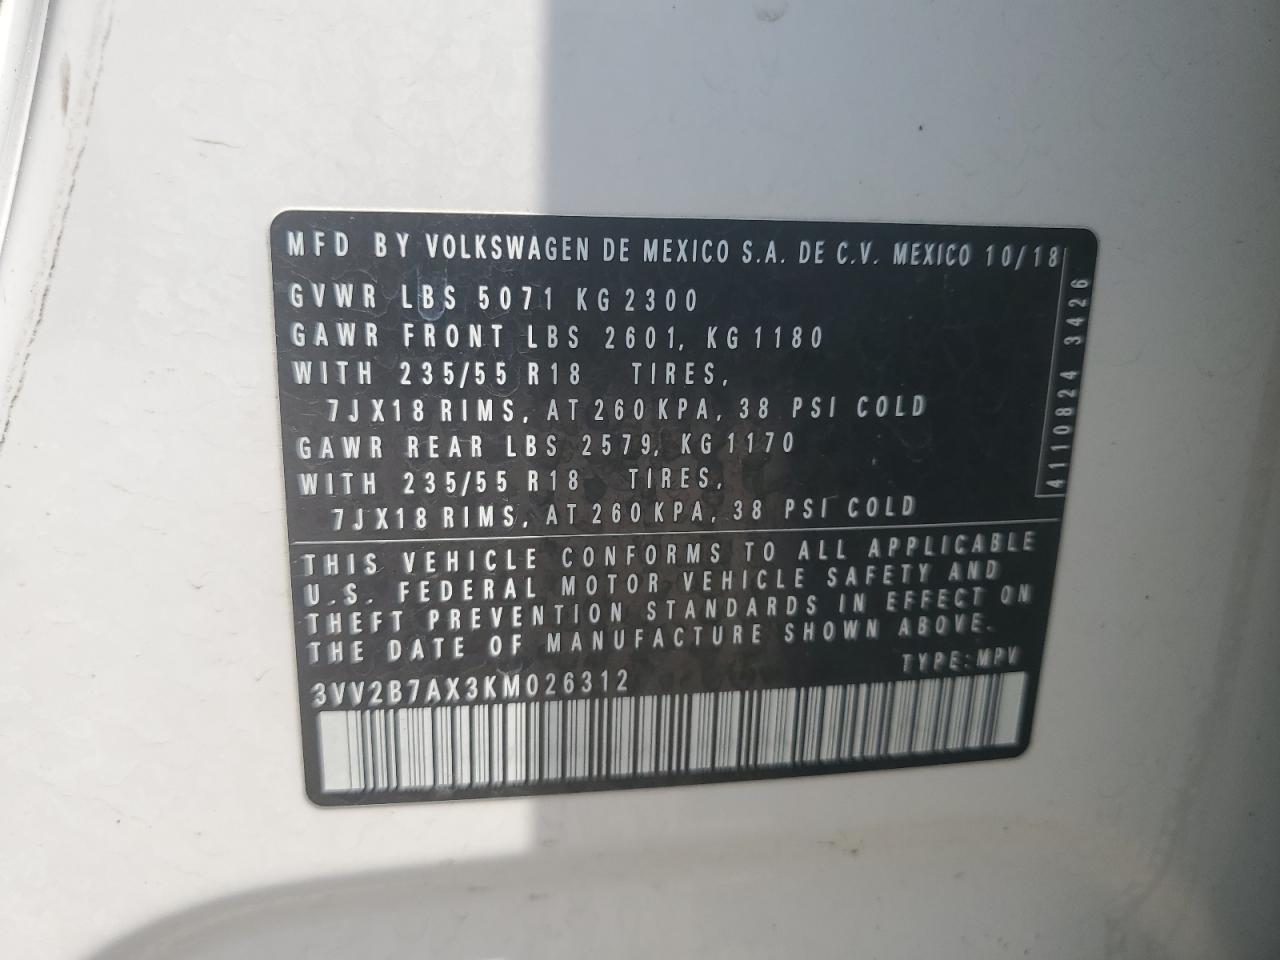 MFD BY VOLKSWAGEN DE MEXICO S.A. DE C.V. MEXICO 10/18
GVWR LBS 5071 KG 2300
GAWR FRONT LBS 2601, KG 1180
WITH 235/55 R18 TIRES,
7JX18 RIMS, AT 260 KPA, 38 PSI COLD
GAWR REAR LBS 2579, KG 1170
WITH 235/55 R18 TIRES,
7JX18 RIMS, AT 260 KPA, 38 PSI COLD
4110824 3426
THIS VEHICLE CONFORMS TO ALL APPLICABLE
U.S. FEDERAL MOTOR VEHICLE SAFETY AND
THEFT PREVENTION STANDARDS IN EFFECT ON
THE DATE OF MANUFACTURE SHOWN ABOVE.
TYPE: MPV
3VV2B7AX3KM026312